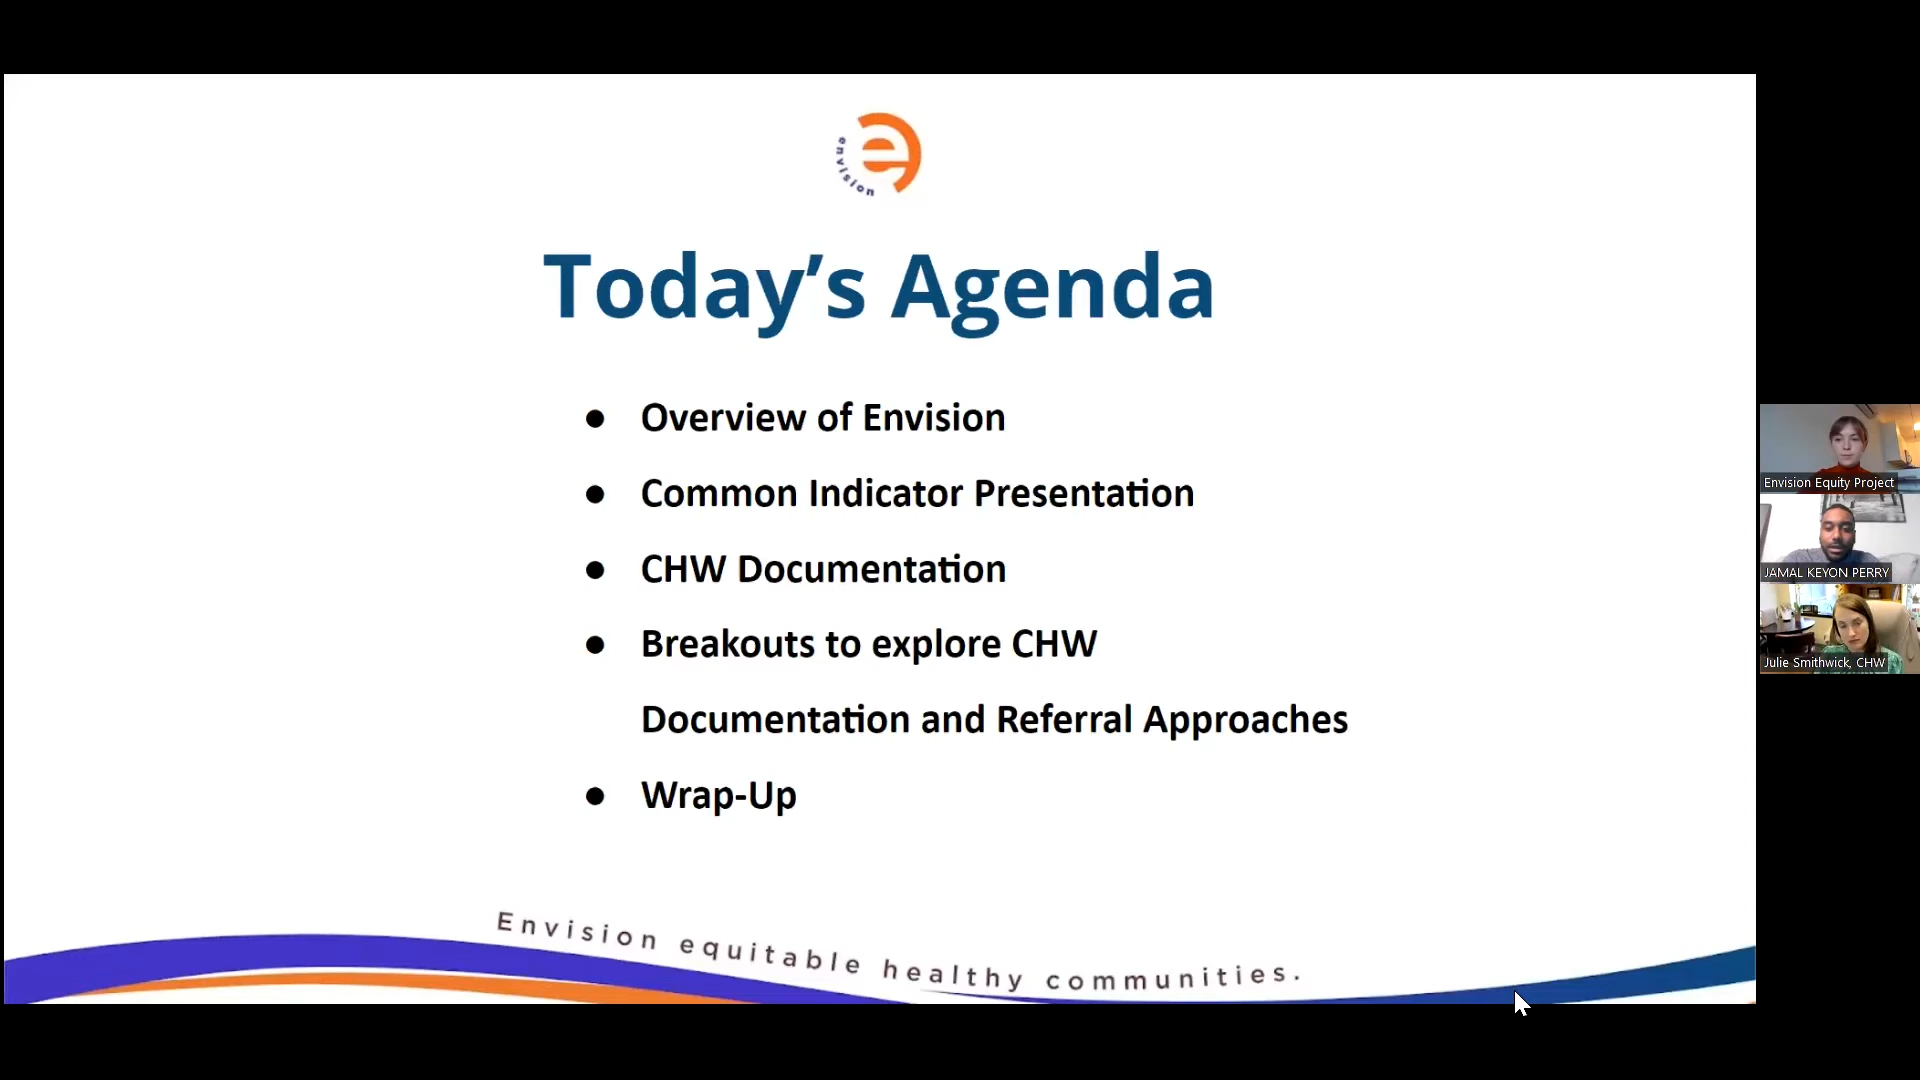 envision
Today’s Agenda
● Overview of Envision
● Common Indicator Presentation
● CHW Documentation
● Breakouts to explore CHW
Documentation and Referral Approaches
● Wrap-Up
Envision equitable healthy communities.
Envision Equity Project
JAMAL KEYON PERRY
Julie Smithwick, CHW